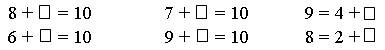 8 + □ = 10 7 + □ = 10 9 = 4 + □
6 + □ = 10 9 + □ = 10 8 = 2 + □